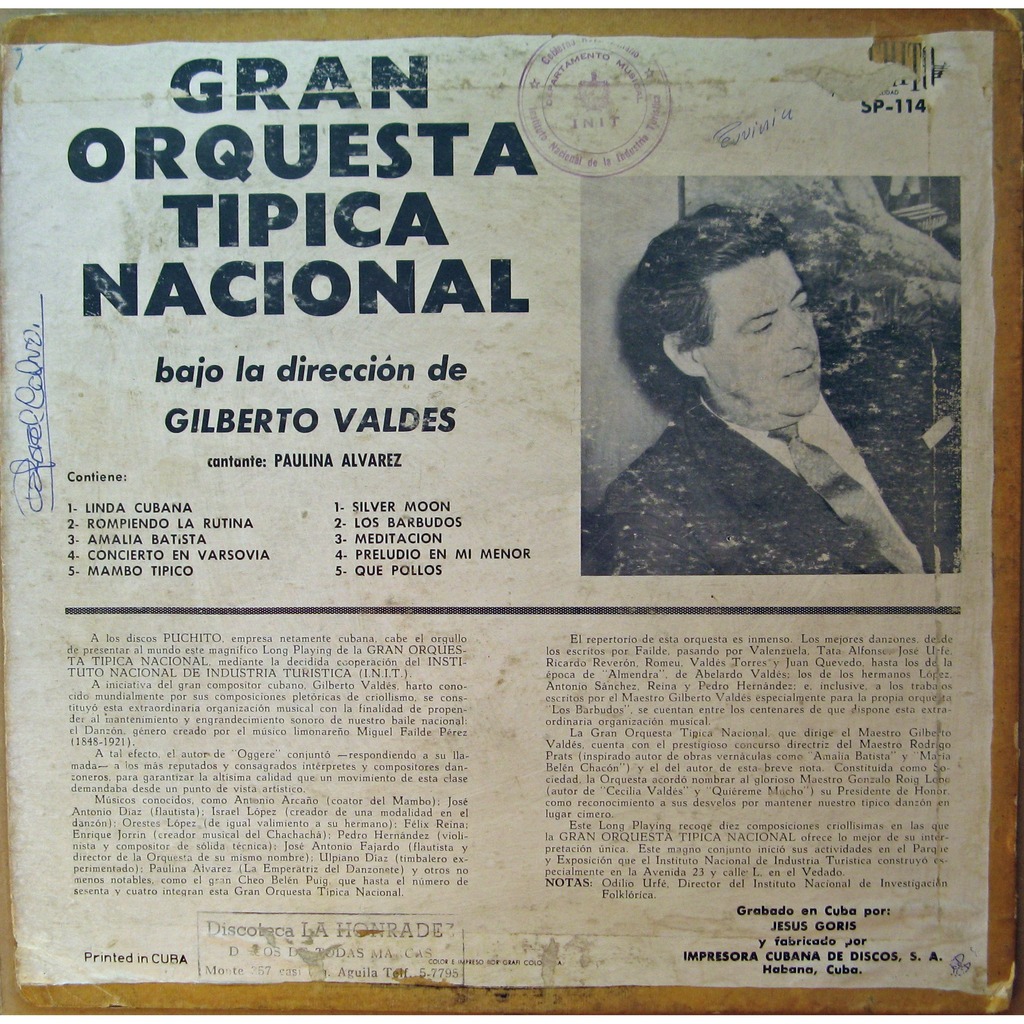 GRAN
ORQUESTA
TIPICA
NACIONAL
bajo la dirección de
GILBERTO VALDES
cantante: PAULINA ALVAREZ
DEPARTAMENTO MUSICAL
INIT
Instituto Nacional de la Industria Turística
SP-114
Contiene:
1- LINDA CUBANA
2- ROMPIENDO LA RUTINA
3- AMALIA BATISTA
4- CONCIERTO EN VARSOVIA
5- MAMBO TIPICO
1- SILVER MOON
2- LOS BARBUDOS
3- MEDITACION
4- PRELUDIO EN MI MENOR
5- QUE POLLOS
A los discos PUCHITO, empresa netamente cubana, cabe el orgullo
de presentar al mundo este magnífico Long Playing de la GRAN ORQUES-
TA TIPICA NACIONAL, mediante la decidida cooperación del INSTI-
TUTO NACIONAL DE INDUSTRIA TURISTICA (I.N.I.T.).
A iniciativa del gran compositor cubano, Gilberto Valdés, harto cono-
cido mundialmente por sus composiciones pletóricas de criollismo, se cons-
tituyó esta extraordinaria organización musical con la finalidad de propen-
der al mantenimiento y engrandecimiento sonoro de nuestro baile nacional:
el Danzón, género creado por el músico limonareño Miguel Failde Pérez
(1848-1921).
A tal efecto, el autor de "Oggere" conjuntó —respondiendo a su lla-
mada— a los más reputados y consagrados intérpretes y compositores dan-
zoneros, para garantizar la altísima calidad que un movimiento de esta clase
demandaba desde un punto de vista artístico.
Músicos conocidos, como Antonio Arcaño (coator del Mambo); José
Antonio Díaz (flautista); Israel López (creador de una modalidad en el
danzón); Orestes López (de igual valimiento a su hermano); Félix Reina;
Enrique Jorrín (creador musical del Chachachá); Pedro Hernández (violi-
nista y compositor de sólida técnica); José Antonio Fajardo (flautista y
director de la Orquesta de su mismo nombre); Ulpiano Díaz (timbalero ex-
perimentado); Paulina Alvarez (La Emperatriz del Danzonete) y otros no
menos notables, como el gran Cheo Belén Puig, que hasta el número de
sesenta y cuatro integran esta Gran Orquesta Típica Nacional.
El repertorio de esta orquesta es inmenso. Los mejores danzones, desde
los escritos por Failde, pasando por Valenzuela, Tata Alfonso, José Urfé,
Ricardo Reverón, Romeu, Valdés Torres y Juan Quevedo, hasta los de la
época de "Almendra", de Abelardo Valdés; los de los hermanos López,
Antonio Sánchez, Reina y Pedro Hernández; e, inclusive, a los trabajos
escritos por el Maestro Gilberto Valdés especialmente para la propia orquesta
"Los Barbudos", se cuentan entre los centenares de que dispone esta extra-
ordinaria organización musical.
La Gran Orquesta Típica Nacional, que dirige el Maestro Gilberto
Valdés, cuenta con el prestigioso concurso directriz del Maestro Rodrigo
Prats (inspirado autor de obras vernáculas como "Amalia Batista" y "María
Belén Chacón") y el del autor de esta breve nota. Constituída como So-
ciedad, la Orquesta acordó nombrar al glorioso Maestro Gonzalo Roig Lobo
(autor de "Cecilia Valdés" y "Quiéreme Mucho") su Presidente de Honor,
como reconocimiento a sus desvelos por mantener nuestro típico danzón en
lugar cimero.
Este Long Playing recoge diez composiciones criollísimas en las que
la GRAN ORQUESTA TIPICA NACIONAL ofrece lo mejor de su inter-
pretación única. Este magno conjunto inició sus actividades en el Parque
y Exposición que el Instituto Nacional de Industria Turística construyó es-
pecialmente en la Avenida 23 y calle L, en el Vedado.
NOTAS: Odilio Urfé, Director del Instituto Nacional de Investigación
Folklórica.
Grabado en Cuba por:
JESUS GORIS
y fabricado por
IMPRESORA CUBANA DE DISCOS, S. A.
Habana, Cuba.
Printed in CUBA
Discoteca LA HONRADEZ
TODAS MARCAS
Monte 357 casi Aguila Telf. 5-7795
COLOR E IMPRESO POR GRAFI COLOR